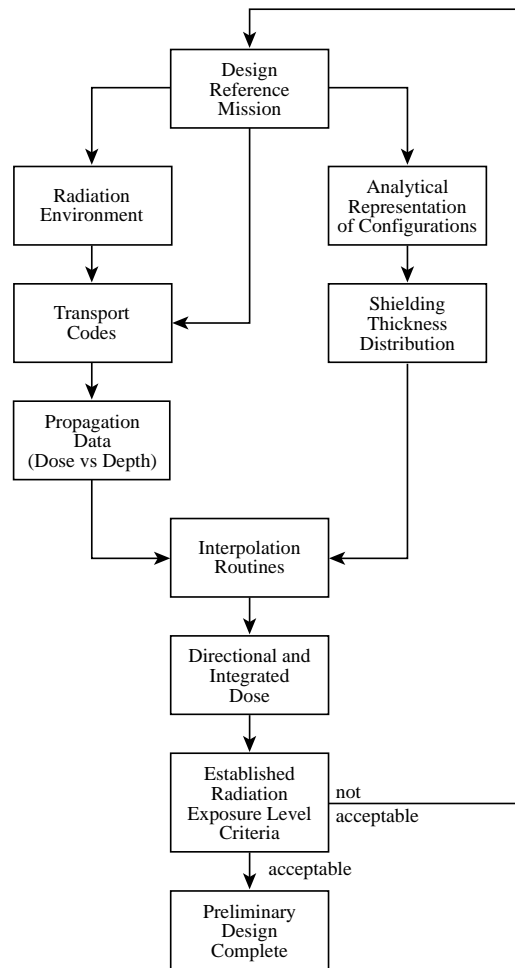 Design
Reference
Mission
Radiation
Environment
Analytical
Representation
of Configurations
Transport
Codes
Shielding
Thickness
Distribution
Propagation
Data
(Dose vs Depth)
Interpolation
Routines
Directional and
Integrated
Dose
Established
Radiation
Exposure Level
Criteria
not
acceptable
acceptable
Preliminary
Design
Complete